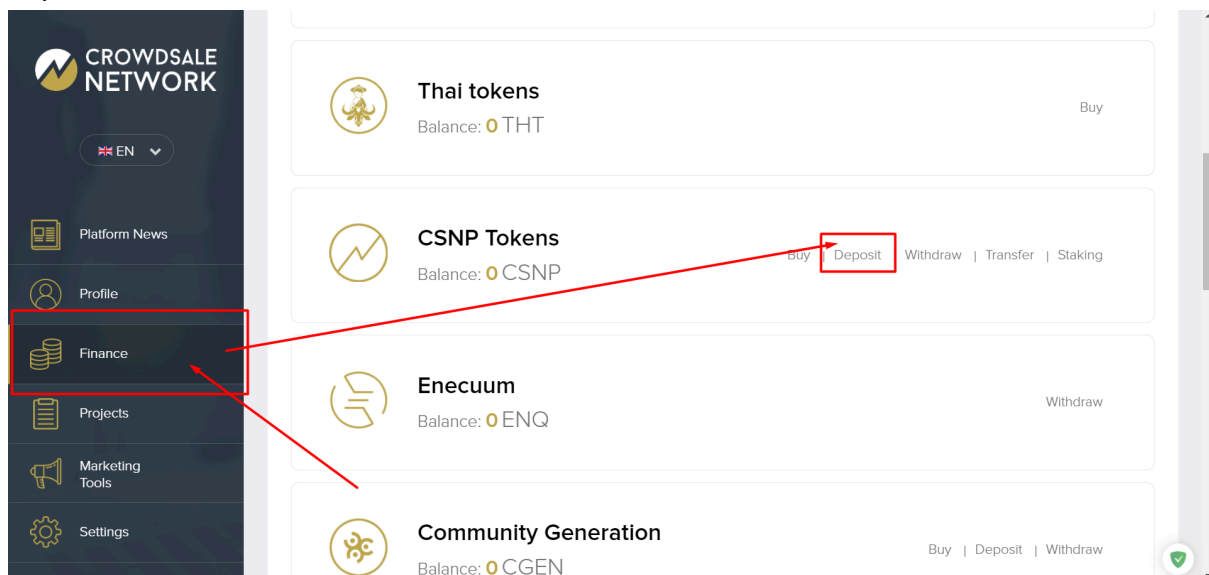 CROWDSALE
NETWORK
EN
Platform News
Profile
Finance
Projects
Marketing
Tools
Settings
Thai tokens
Balance: 0 THT
Buy
CSNP Tokens
Balance: 0 CSNP
Buy | Deposit Withdraw | Transfer | Staking
Enecuum
Balance: 0 ENQ
Withdraw
Community Generation
Balance: 0 CGEN
Buy | Deposit | Withdraw